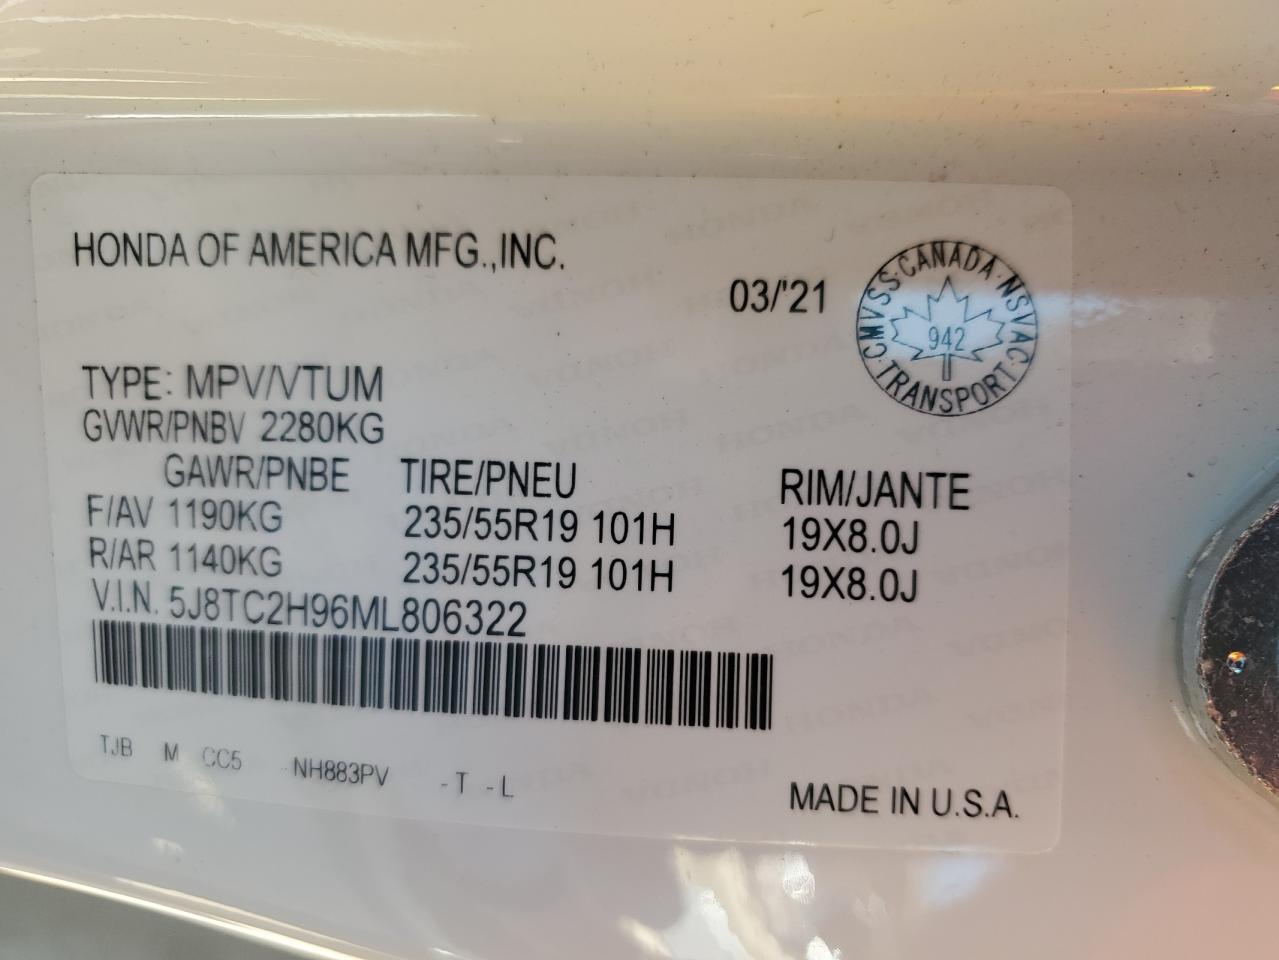 HONDA OF AMERICA MFG.,INC.
03/'21
CMVSS·CANADA·NSVAC·TRANSPORT·
942
TYPE: MPV/VTUM
GVWR/PNBV 2280KG
GAWR/PNBE TIRE/PNEU RIM/JANTE
F/AV 1190KG 235/55R19 101H 19X8.0J
R/AR 1140KG 235/55R19 101H 19X8.0J
V.I.N. 5J8TC2H96ML806322
TJB M CC5 NH883PV -T -L
MADE IN U.S.A.
HONDA